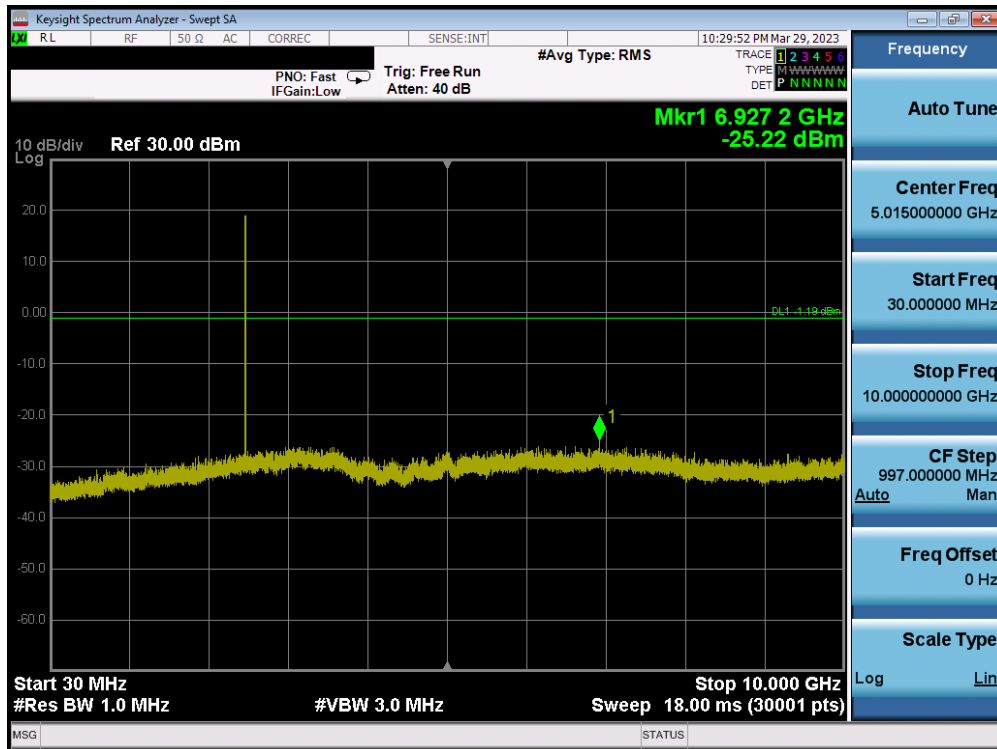 Keysight Spectrum Analyzer - Swept SA
LXI RL RF 50 Ω AC CORREC SENSE:INT 10:29:52 PM Mar 29, 2023
#Avg Type: RMS
TRACE 1 2 3 4 5 6
TYPE M W W W W W
DET P N N N N N
PNO: Fast
IFGain:Low
Trig: Free Run
Atten: 40 dB
Mkr1 6.927 2 GHz
-25.22 dBm
10 dB/div
Log
Ref 30.00 dBm
20.0
10.0
0.00
DL1 -1.19 dBm
-10.0
-20.0
1
-30.0
-40.0
-50.0
-60.0
Start 30 MHz
Stop 10.000 GHz
#Res BW 1.0 MHz
#VBW 3.0 MHz
Sweep 18.00 ms (30001 pts)
MSG
STATUS
Frequency
Auto Tune
Center Freq
5.015000000 GHz
Start Freq
30.000000 MHz
Stop Freq
10.000000000 GHz
CF Step
997.000000 MHz
Auto Man
Freq Offset
0 Hz
Scale Type
Log Lin